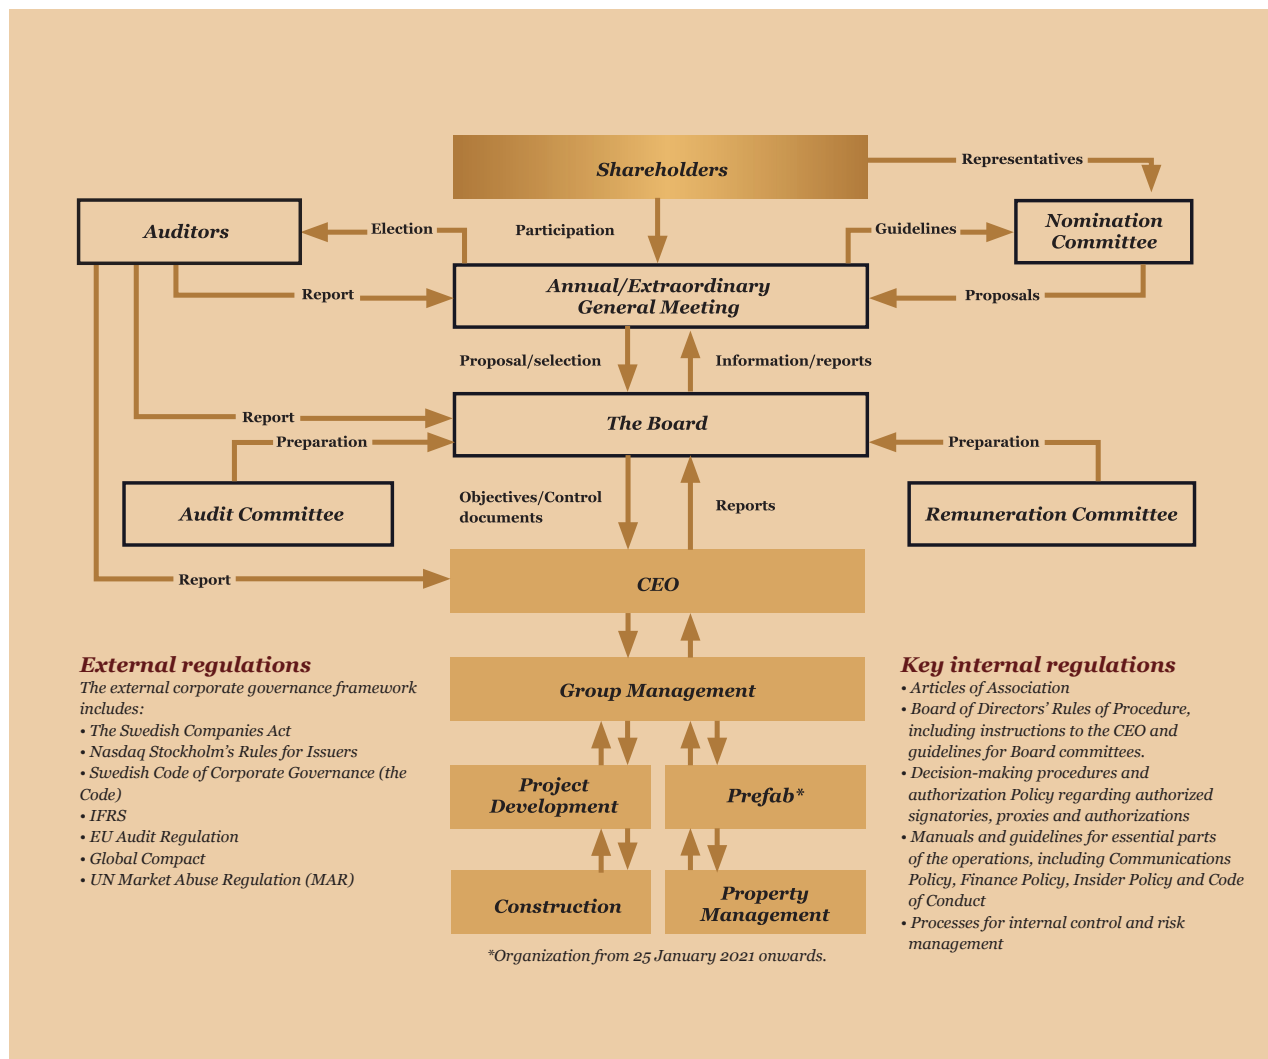 Shareholders
Representatives
Auditors
Election
Participation
Guidelines
Nomination
Committee
Report
Annual/Extraordinary
General Meeting
Proposals
Proposal/selection
Information/reports
Report
The Board
Preparation
Preparation
Audit Committee
Objectives/Control
documents
Reports
Remuneration Committee
Report
CEO
Group Management
Project
Development
Prefab*
Construction
Property
Management
*Organization from 25 January 2021 onwards.
External regulations
The external corporate governance framework
includes:
• The Swedish Companies Act
• Nasdaq Stockholm’s Rules for Issuers
• Swedish Code of Corporate Governance (the
Code)
• IFRS
• EU Audit Regulation
• Global Compact
• UN Market Abuse Regulation (MAR)
Key internal regulations
• Articles of Association
• Board of Directors’ Rules of Procedure,
including instructions to the CEO and
guidelines for Board committees.
• Decision-making procedures and
authorization Policy regarding authorized
signatories, proxies and authorizations
• Manuals and guidelines for essential parts
of the operations, including Communications
Policy, Finance Policy, Insider Policy and Code
of Conduct
• Processes for internal control and risk
management